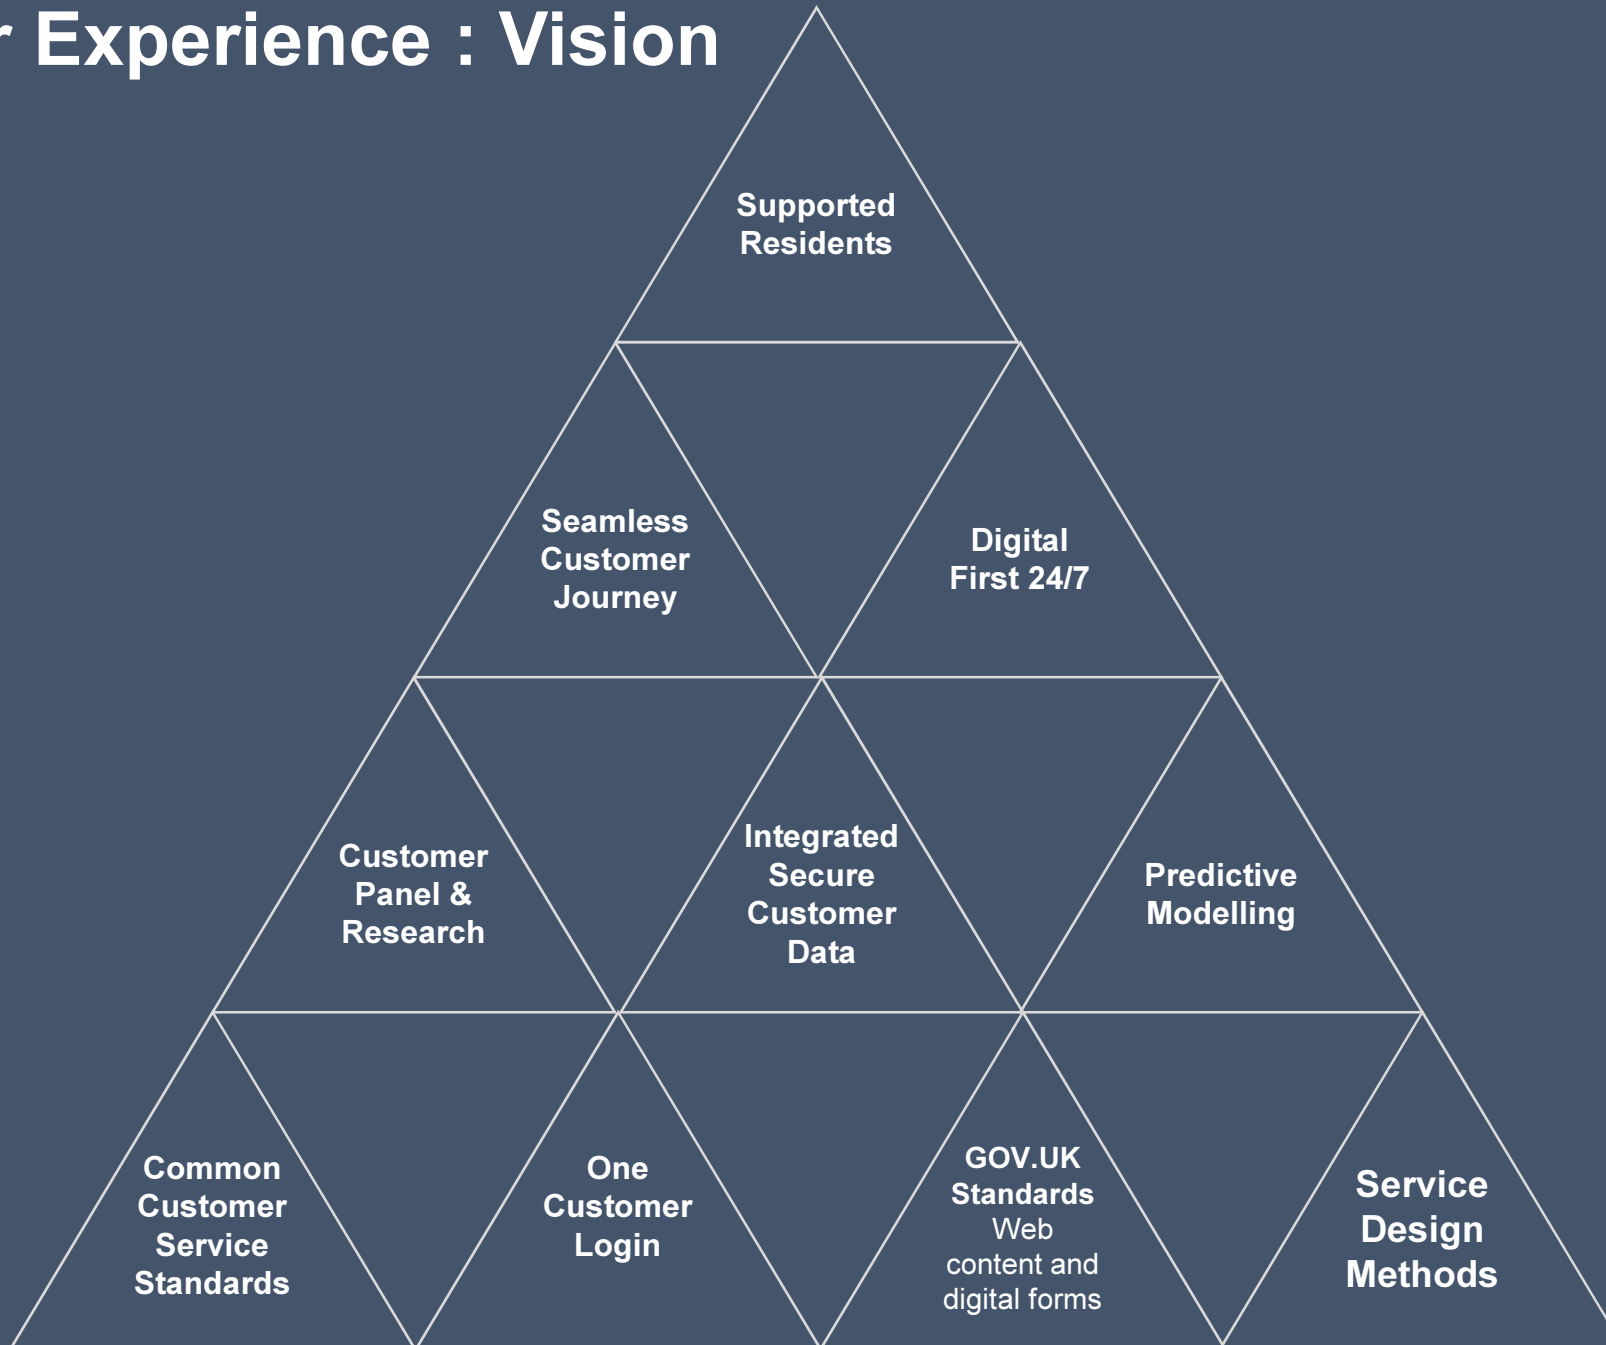 r Experience : Vision
Supported
Residents
Seamless
Customer
Journey
Digital
First 24/7
Customer
Panel &
Research
Integrated
Secure
Customer
Data
Predictive
Modelling
Common
Customer
Service
Standards
One
Customer
Login
GOV.UK
Standards
Web
content and
digital forms
Service
Design
Methods